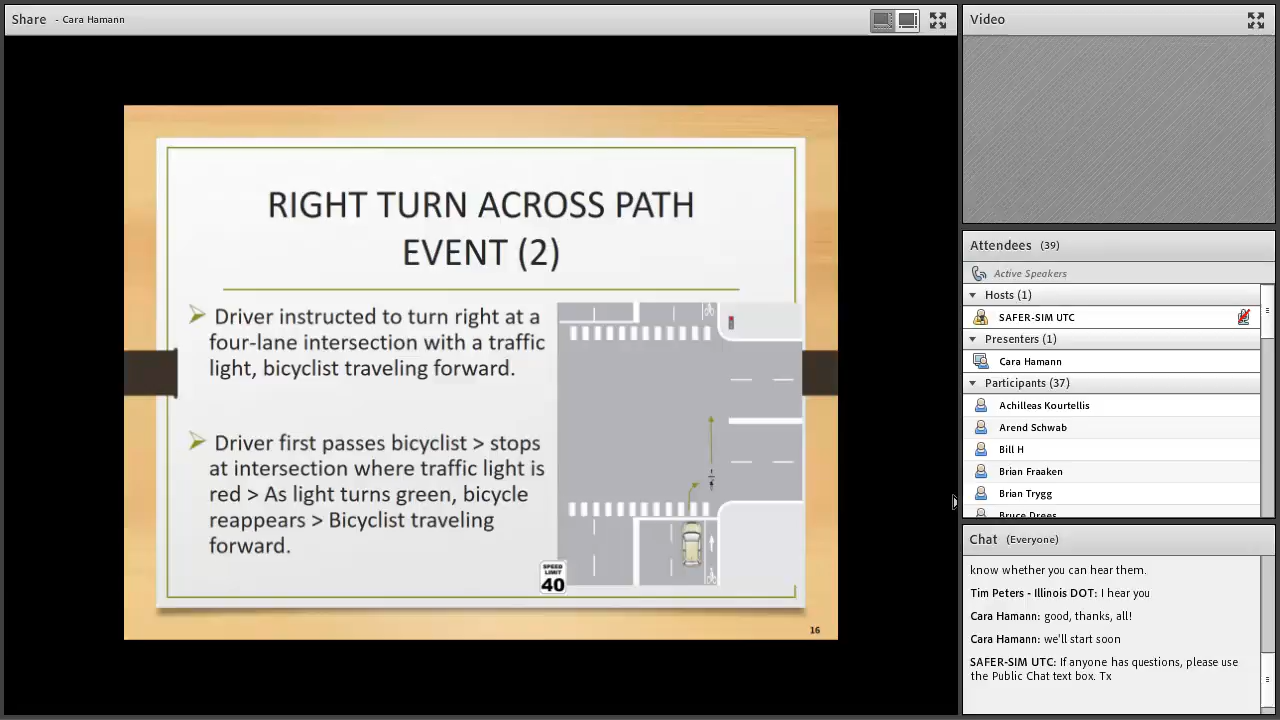 Share - Cara Hamann
RIGHT TURN ACROSS PATH
EVENT (2)
Driver instructed to turn right at a
four-lane intersection with a traffic
light, bicyclist traveling forward.
Driver first passes bicyclist > stops
at intersection where traffic light is
red > As light turns green, bicycle
reappears > Bicyclist traveling
forward.
SPEED
LIMIT
40
16
Video
Attendees (39)
Active Speakers
Hosts (1)
SAFER-SIM UTC
Presenters (1)
Cara Hamann
Participants (37)
Achilleas Kourtellis
Arend Schwab
Bill H
Brian Fraaken
Brian Trygg
Bruce Drees
Chat (Everyone)
know whether you can hear them.
Tim Peters - Illinois DOT: I hear you
Cara Hamann: good, thanks, all!
Cara Hamann: we'll start soon
SAFER-SIM UTC: If anyone has questions, please use
the Public Chat text box. Tx